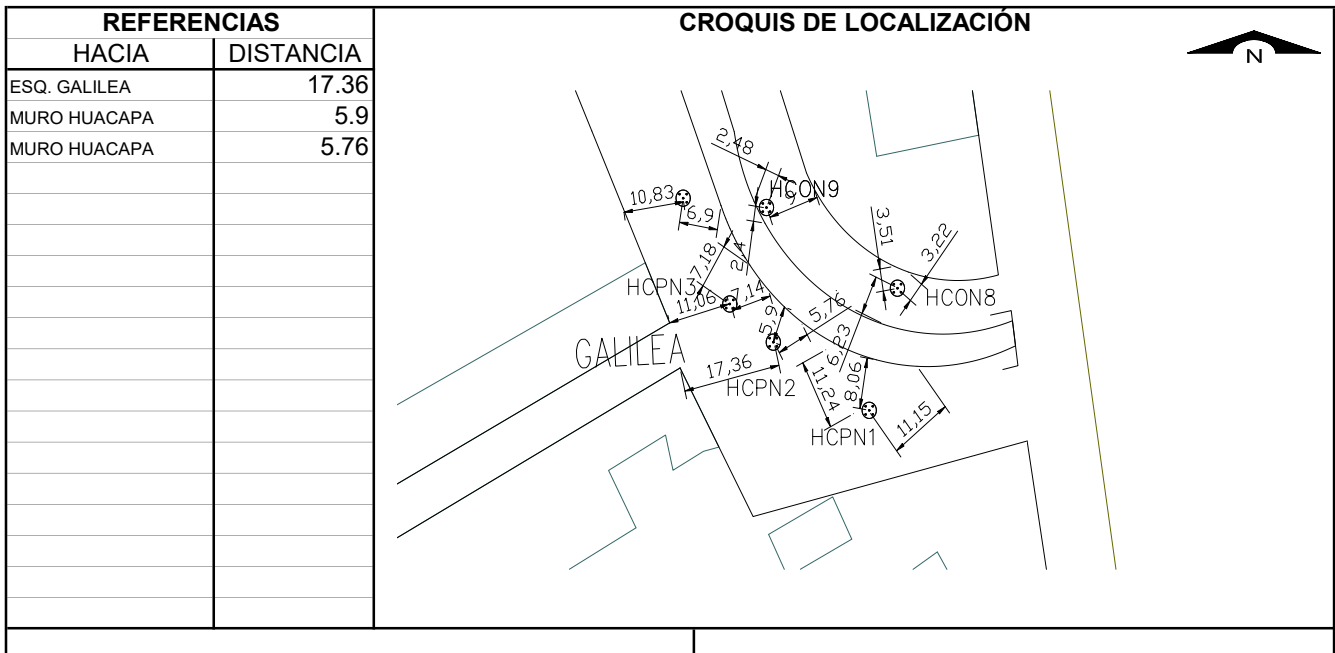 REFERENCIAS
CROQUIS DE LOCALIZACIÓN
HACIA DISTANCIA
N
ESQ. GALILEA 17.36
MURO HUACAPA 5.9
MURO HUACAPA 5.76
2,48
10,83
HCON9
9
6,9
3,51
3,22
2,4
7,18
HCPN3
HCON8
11,06
7,14
5,9
5,76
6,23
GALILEA
17,36
HCPN2
11,24
8,06
11,15
HCPN1